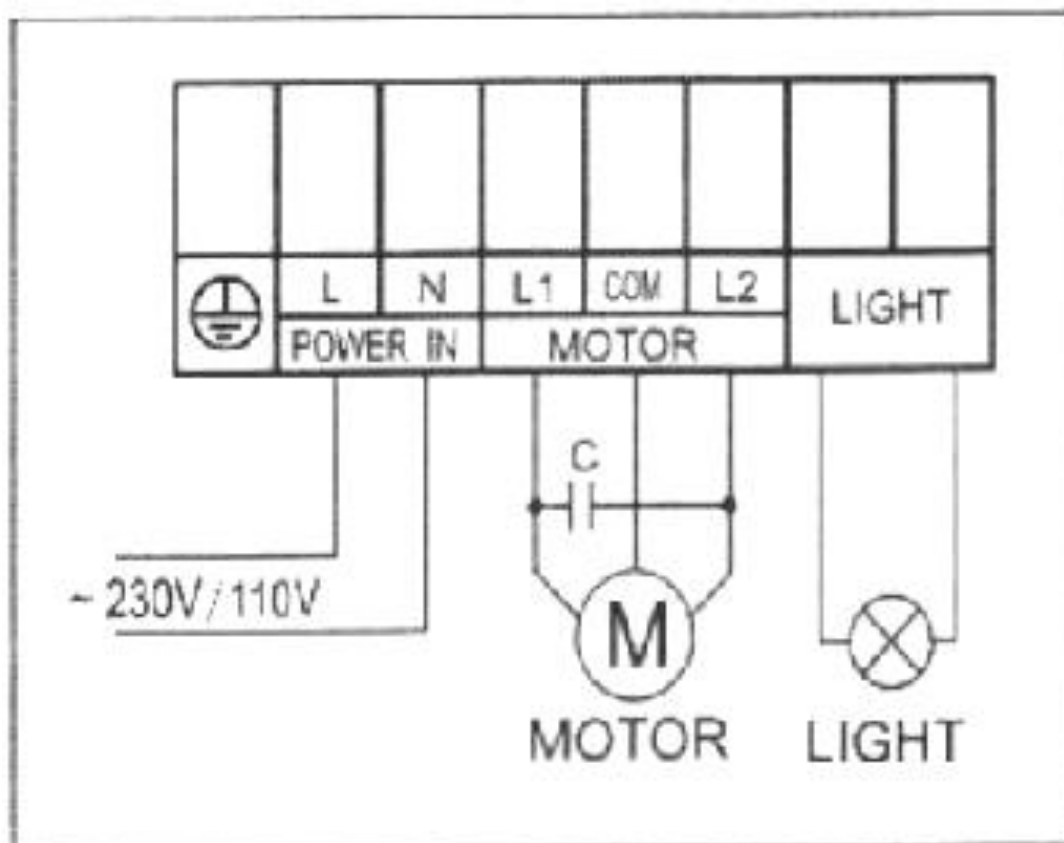 L N L1 COM L2 LIGHT
POWER IN MOTOR
C
~ 230V/110V
M
MOTOR LIGHT